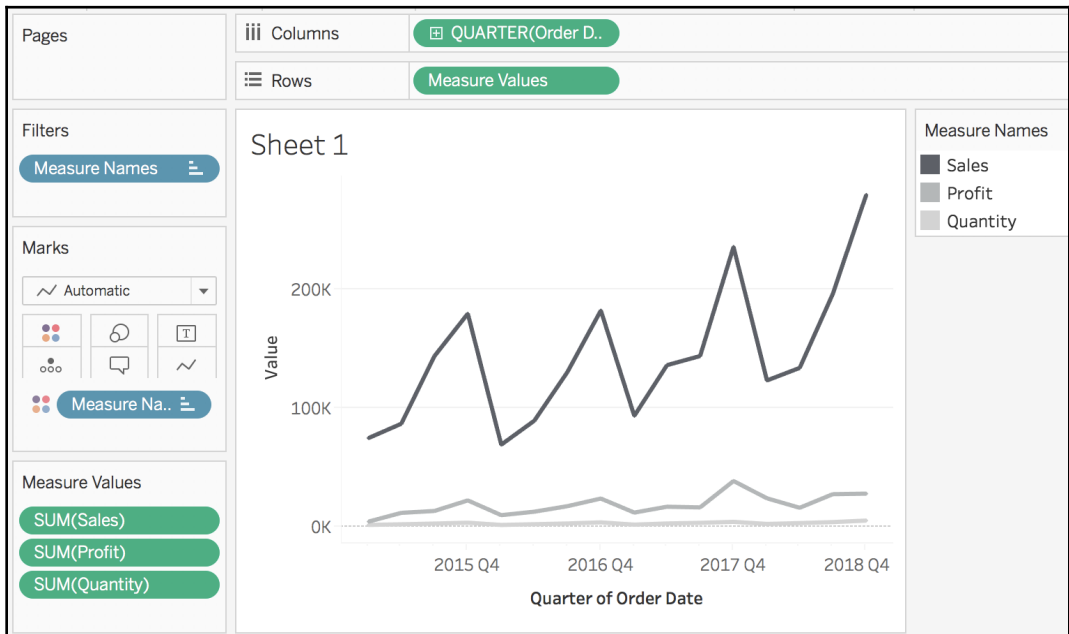 Pages
Columns
QUARTER(Order D..
Rows
Measure Values
Filters
Measure Names
Marks
Automatic
T
Measure Na..
Measure Values
SUM(Sales)
SUM(Profit)
SUM(Quantity)
Sheet 1
Value
200K
100K
0K
2015 Q4
2016 Q4
2017 Q4
2018 Q4
Quarter of Order Date
Measure Names
Sales
Profit
Quantity